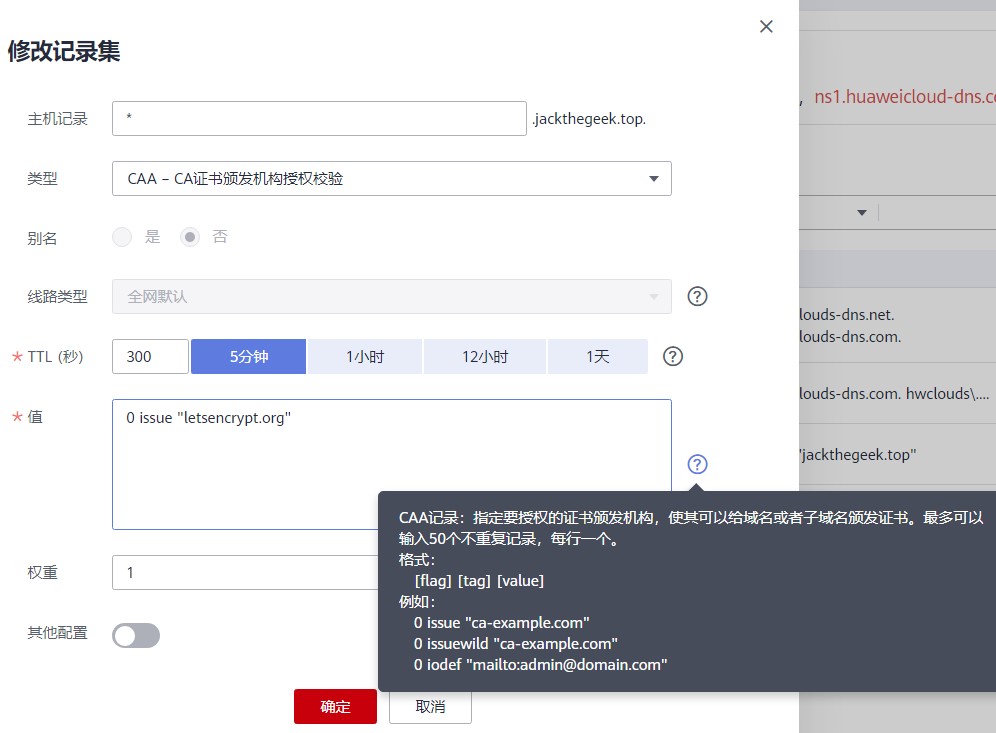 修改记录集
主机记录
*
.jackthegeek.top.
, ns1.huaweicloud-dns.c
类型
CAA – CA证书颁发机构授权校验
别名
是
否
线路类型
全网默认
louds-dns.net.
louds-dns.com.
* TTL (秒)
300
5分钟
1小时
12小时
1天
louds-dns.com. hwclouds\....
* 值
0 issue "letsencrypt.org"
"jackthegeek.top"
CAA记录：指定要授权的证书颁发机构，使其可以给域名或者子域名颁发证书。最多可以
输入50个不重复记录，每行一个。
格式：
[flag] [tag] [value]
例如：
0 issue "ca-example.com"
0 issuewild "ca-example.com"
0 iodef "mailto:admin@domain.com"
权重
1
其他配置
确定
取消